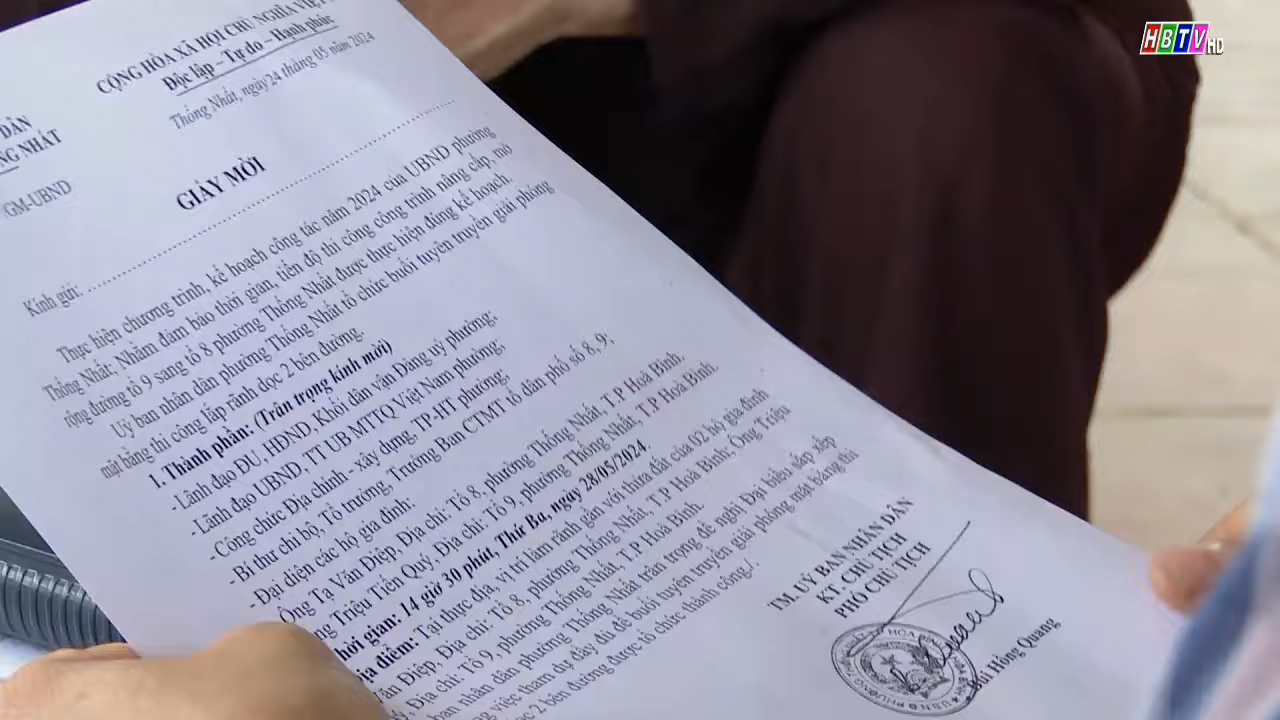 HBTV HD
CỘNG HÒA XÃ HỘI CHỦ NGHĨA VIỆT
Độc lập - Tự do - Hạnh phúc
Thống Nhất, ngày 24 tháng 05 năm 2024
DÂN
NG NHẤT
GM-UBND
GIẤY MỜI
Kính gửi:
Thực hiện chương trình, kế hoạch công tác năm 2024 của UBND phường
Thống Nhất. Nhằm đảm bảo thời gian, tiến độ thi công công trình nâng cấp, mở
rộng đường tổ 9 sang tổ 8 phường Thống Nhất được thực hiện đúng kế hoạch.
Uỷ ban nhân dân phường Thống Nhất tổ chức buổi tuyên truyền giải phóng
mặt bằng thi công lắp rãnh dọc 2 bên đường.
1. Thành phần: (Trân trọng kính mời)
- Lãnh đạo ĐU, HĐND, Khối dân vận Đảng uỷ phường;
- Lãnh đạo UBND, TT UB MTTQ Việt Nam phường;
- Công chức Địa chính - xây dựng, TP-HT phường;
- Bí thư chi bộ, Tổ trưởng, Trưởng Ban CTMT tổ dân phố số 8, 9;
- Đại diện các hộ gia đình:
Ông Tạ Văn Điệp, Địa chỉ: Tổ 8, phường Thống Nhất, T.P Hoà Bình.
ng Triệu Tiến Quý, Địa chỉ: Tổ 9, phường Thống Nhất, T.P Hoà Bình.
hời gian: 14 giờ 30 phút, Thứ Ba, ngày 28/05/2024.
ịa điểm: Tại thực địa, vị trí làm rãnh gắn với thửa đất của 02 hộ gia đình
Văn Điệp, Địa chỉ: Tổ 8, phường Thống Nhất, T.P Hoà Bình; Ông Triệu
ý, Địa chỉ: Tổ 9, phường Thống Nhất, T.P Hoà Bình.
ban nhân dân phường Thống Nhất trân trọng đề nghị Đại biểu sắp xếp
ng việc tham dự đầy đủ để buổi tuyên truyền giải phóng mặt bằng thi
dọc 2 bên đường được tổ chức thành công./.
TM. UỶ BAN NHÂN DÂN
KT. CHỦ TỊCH
PHÓ CHỦ TỊCH
Hồng Quang